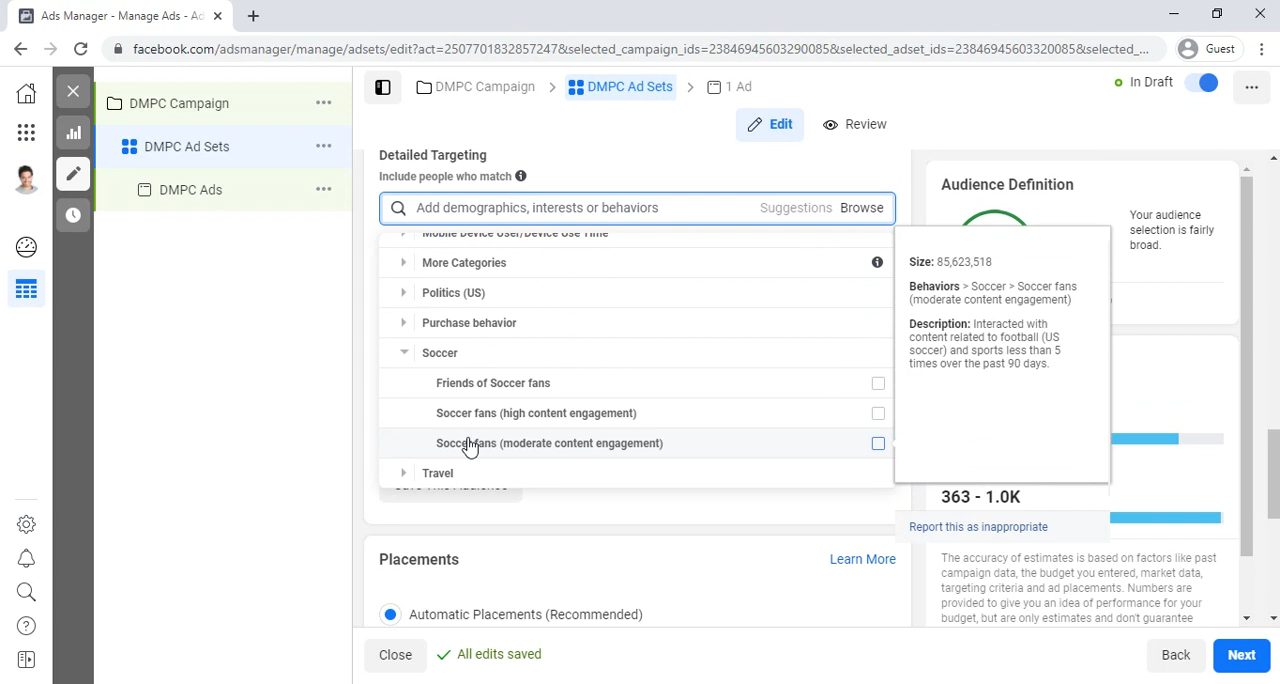 Ads Manager - Manage Ads - Ad
facebook.com/adsmanager/manage/adsets/edit?act=2507701832857247&selected_campaign_ids=23846945603290085&selected_adset_ids=23846945603320085&selected_...
Guest
DMPC Campaign
DMPC Ad Sets
1 Ad
In Draft
Edit
Review
DMPC Campaign
DMPC Ad Sets
DMPC Ads
Detailed Targeting
Include people who match
Add demographics, interests or behaviors
Suggestions
Browse
Mobile Device User/Device Use Time
More Categories
Politics (US)
Purchase behavior
Soccer
Friends of Soccer fans
Soccer fans (high content engagement)
Soccer fans (moderate content engagement)
Travel
Save This Audience
Size: 85,623,518
Behaviors > Soccer > Soccer fans
(moderate content engagement)
Description: Interacted with
content related to football (US
soccer) and sports less than 5
times over the past 90 days.
Report this as inappropriate
Audience Definition
Your audience
selection is fairly
broad.
363 - 1.0K
The accuracy of estimates is based on factors like past
campaign data, the budget you entered, market data,
targeting criteria and ad placements. Numbers are
provided to give you an idea of performance for your
budget, but are only estimates and don't guarantee
Placements
Learn More
Automatic Placements (Recommended)
Close
All edits saved
Back
Next